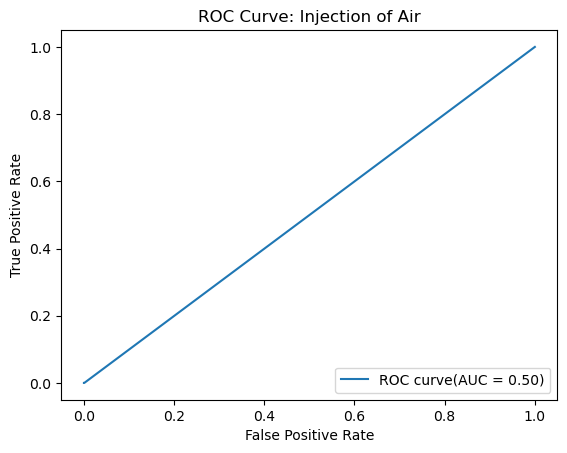 ROC Curve: Injection of Air
True Positive Rate
1.0
0.8
0.6
0.4
0.2
0.0
ROC curve(AUC = 0.50)
0.0 0.2 0.4 0.6 0.8 1.0
False Positive Rate